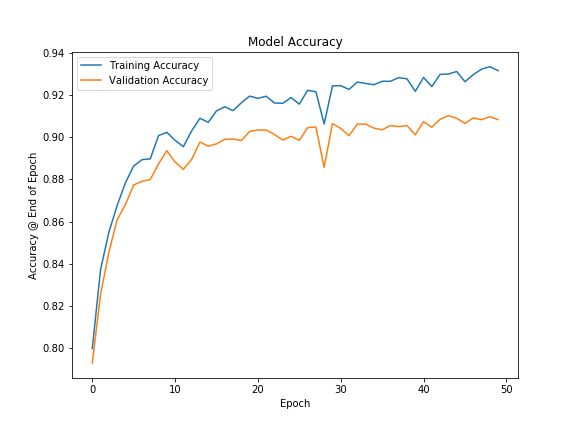 Model Accuracy
Training Accuracy
Validation Accuracy
Accuracy @ End of Epoch
0.94
0.92
0.90
0.88
0.86
0.84
0.82
0.80
0 10 20 30 40 50
Epoch